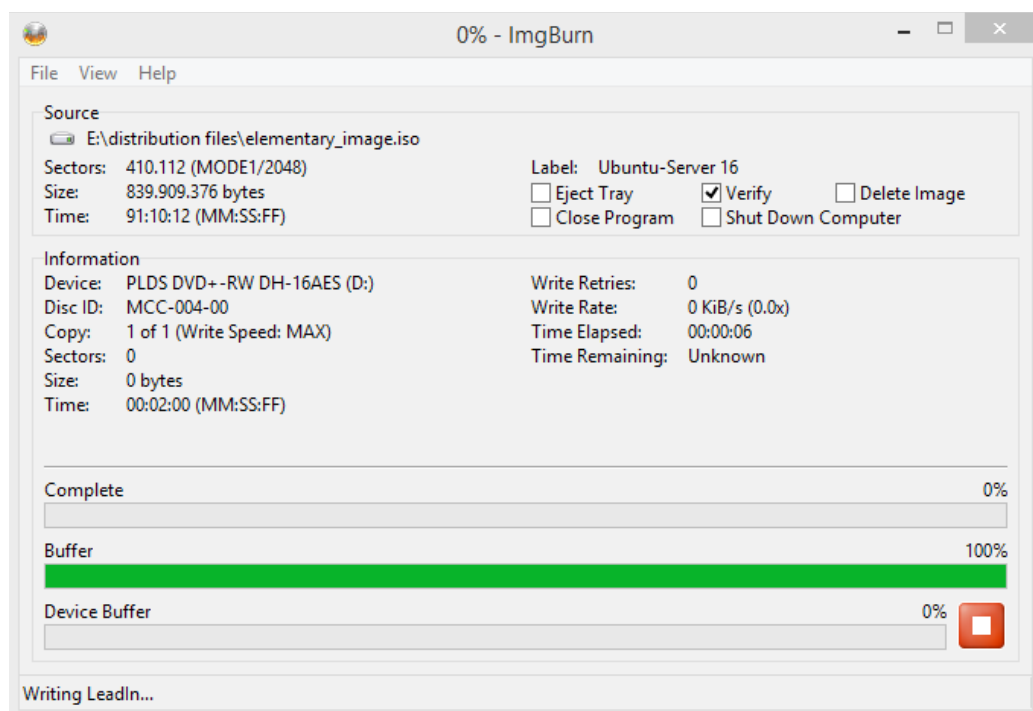 0% - ImgBurn
File View Help
Source
E:\distribution files\elementary_image.iso
Sectors: 410.112 (MODE1/2048)
Label: Ubuntu-Server 16
Size: 839.909.376 bytes
Eject Tray Verify Delete Image
Time: 91:10:12 (MM:SS:FF)
Close Program Shut Down Computer
Information
Device: PLDS DVD+-RW DH-16AES (D:)
Write Retries: 0
Disc ID: MCC-004-00
Write Rate: 0 KiB/s (0.0x)
Copy: 1 of 1 (Write Speed: MAX)
Time Elapsed: 00:00:06
Sectors: 0
Time Remaining: Unknown
Size: 0 bytes
Time: 00:02:00 (MM:SS:FF)
Complete 0%
Buffer 100%
Device Buffer 0%
Writing LeadIn...